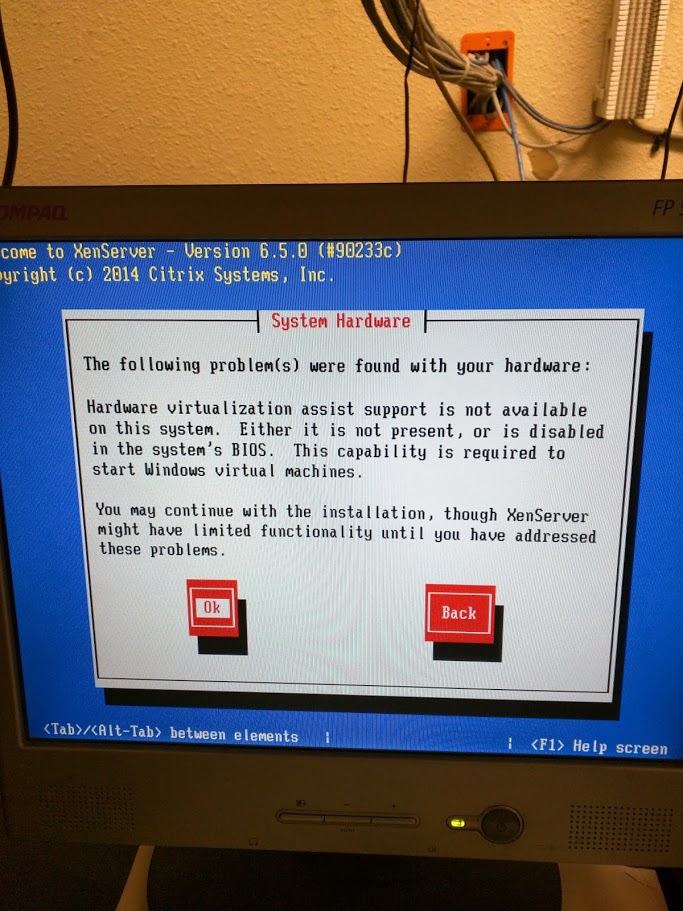 OMPAQ
FP
come to XenServer - Version 6.5.0 (#90233c)
pyright (c) 2014 Citrix Systems, Inc.
System Hardware
The following problem(s) were found with your hardware:
Hardware virtualization assist support is not available
on this system.  Either it is not present, or is disabled
in the system's BIOS.  This capability is required to
start Windows virtual machines.
You may continue with the installation, though XenServer
might have limited functionality until you have addressed
these problems.
Ok
Back
<Tab>/<Alt-Tab> between elements
<F1> Help screen